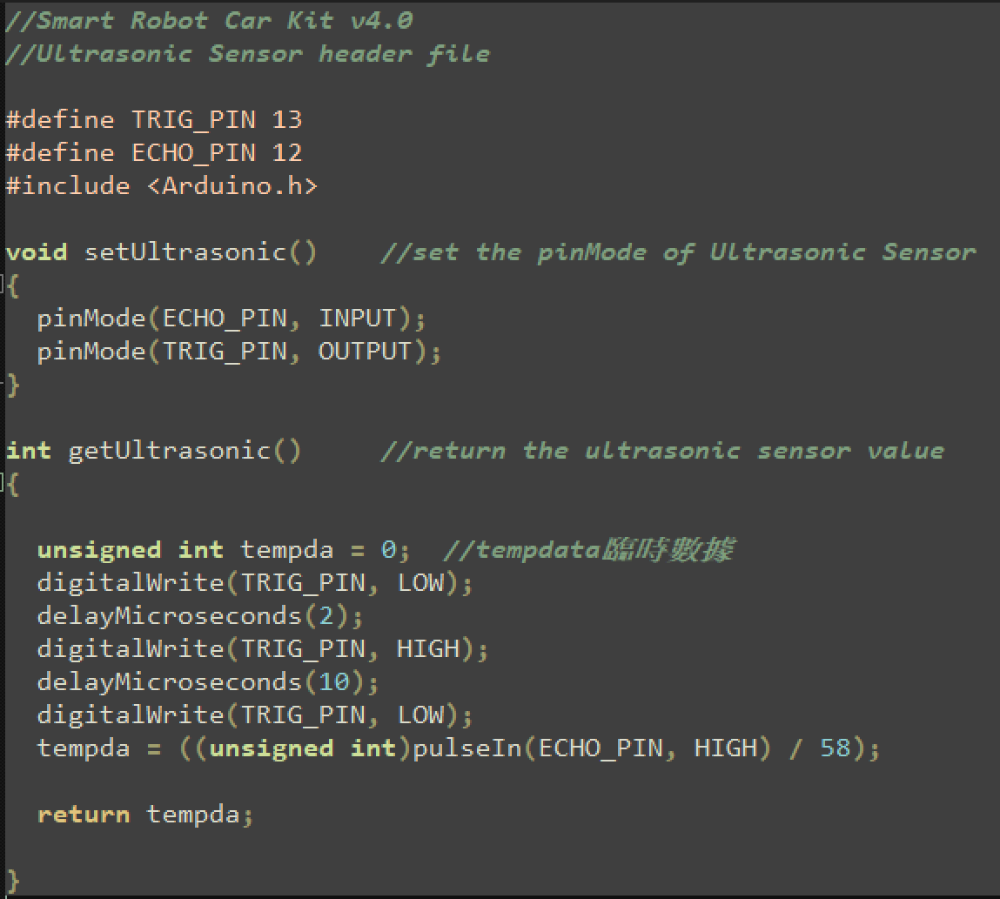 //Smart Robot Car Kit v4.0
//Ultrasonic Sensor header file
#define TRIG_PIN 13
#define ECHO_PIN 12
#include <Arduino.h>
void setUltrasonic()    //set the pinMode of Ultrasonic Sensor
{
  pinMode(ECHO_PIN, INPUT);
  pinMode(TRIG_PIN, OUTPUT);
}
int getUltrasonic()     //return the ultrasonic sensor value
{
  unsigned int tempda = 0;  //tempdata臨時數據
  digitalWrite(TRIG_PIN, LOW);
  delayMicroseconds(2);
  digitalWrite(TRIG_PIN, HIGH);
  delayMicroseconds(10);
  digitalWrite(TRIG_PIN, LOW);
  tempda = ((unsigned int)pulseIn(ECHO_PIN, HIGH) / 58);
  return tempda;
}